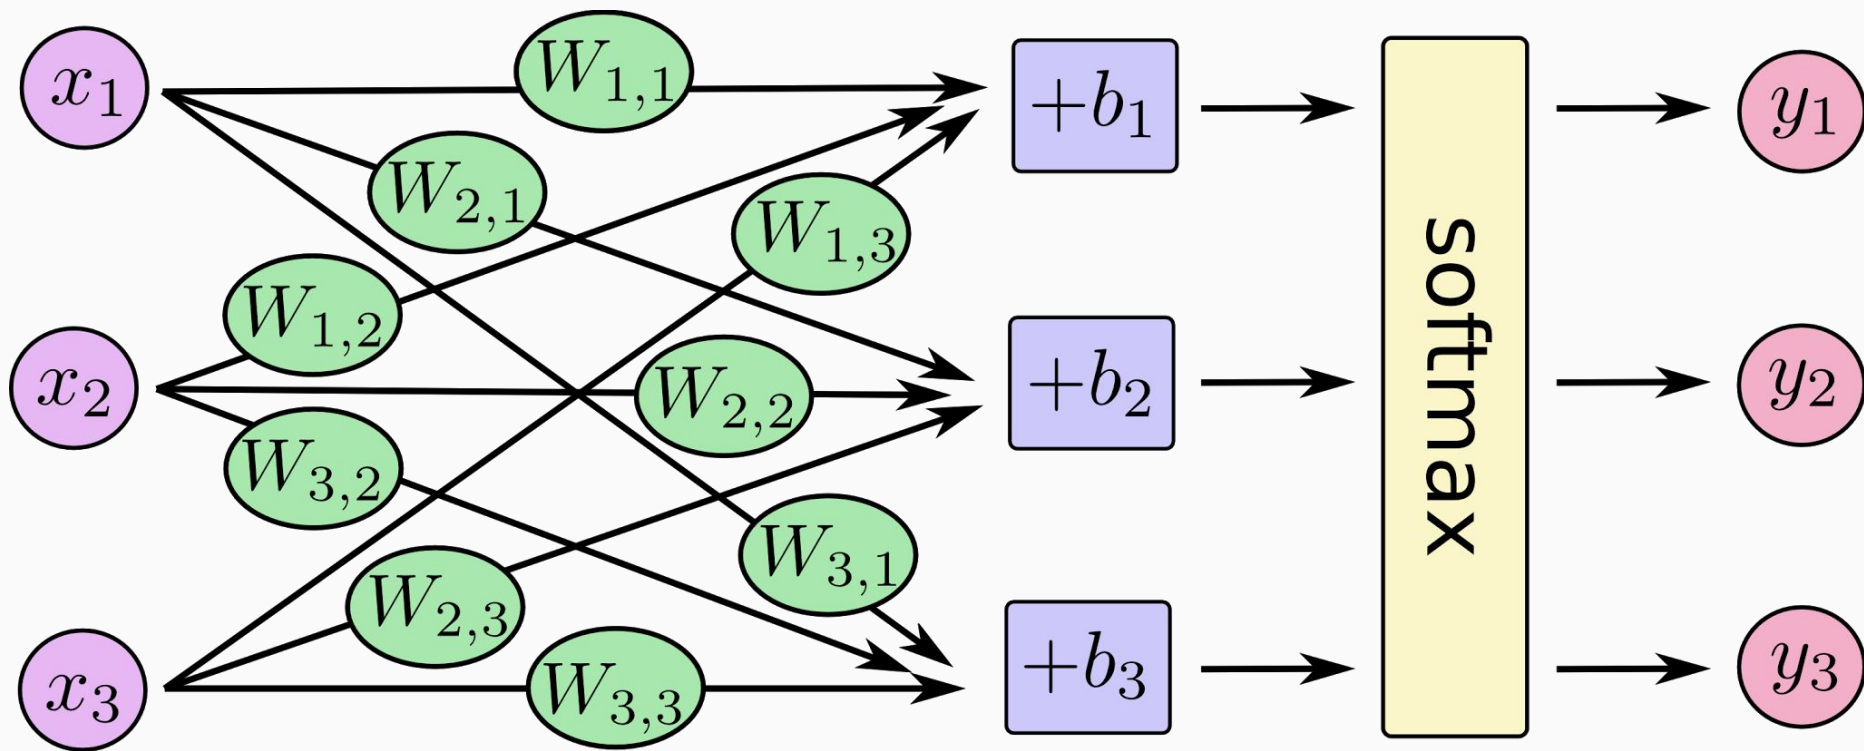 x₁
W₁,₁
+b₁
y₁
W₂,₁
W₁,₃
W₁,₂
x₂
W₂,₂
+b₂
softmax
y₂
W₃,₂
W₃,₁
W₂,₃
x₃
W₃,₃
+b₃
y₃